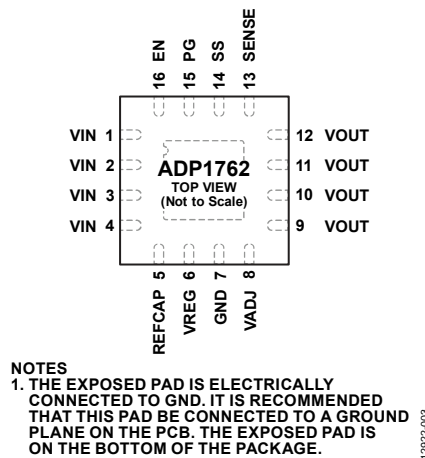 16 EN
15 PG
14 SS
13 SENSE
VIN 1
VIN 2
VIN 3
VIN 4
ADP1762
TOP VIEW
(Not to Scale)
12 VOUT
11 VOUT
10 VOUT
9 VOUT
REFCAP 5
VREG 6
GND 7
VADJ 8
NOTES
1. THE EXPOSED PAD IS ELECTRICALLY
CONNECTED TO GND. IT IS RECOMMENDED
THAT THIS PAD BE CONNECTED TO A GROUND
PLANE ON THE PCB. THE EXPOSED PAD IS
ON THE BOTTOM OF THE PACKAGE.
12922-003